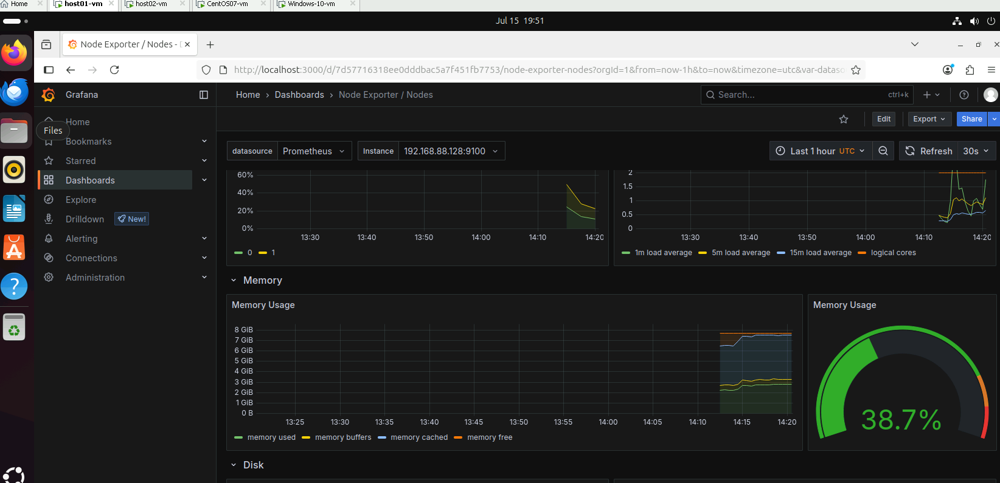 Home
host01-vm
host02-vm
CentOS07-vm
Windows-10-vm
Jul 15 19:51
Node Exporter / Nodes - D
http://localhost:3000/d/7d57716318ee0dddbac5a7f451fb7753/node-exporter-nodes?orgId=1&from=now-1h&to=now&timezone=utc&var-dataso
Grafana
Home › Dashboards › Node Exporter / Nodes
Search...
ctrl+k
Edit
Export
Share
Home
Files
Bookmarks
Starred
Dashboards
Explore
Drilldown
New!
Alerting
Connections
Administration
datasource Prometheus
Instance 192.168.88.128:9100
Last 1 hour UTC
Refresh 30s
60%
40%
20%
0%
13:30 13:40 13:50 14:00 14:10 14:20
0 1
2
1.5
1
0.5
0
13:30 13:40 13:50 14:00 14:10 14:20
1m load average 5m load average 15m load average logical cores
Memory
Memory Usage
8 GiB
7 GiB
6 GiB
5 GiB
4 GiB
3 GiB
2 GiB
1 GiB
0 B
13:25 13:30 13:35 13:40 13:45 13:50 13:55 14:00 14:05 14:10 14:15 14:20
memory used memory buffers memory cached memory free
Memory Usage
38.7%
Disk